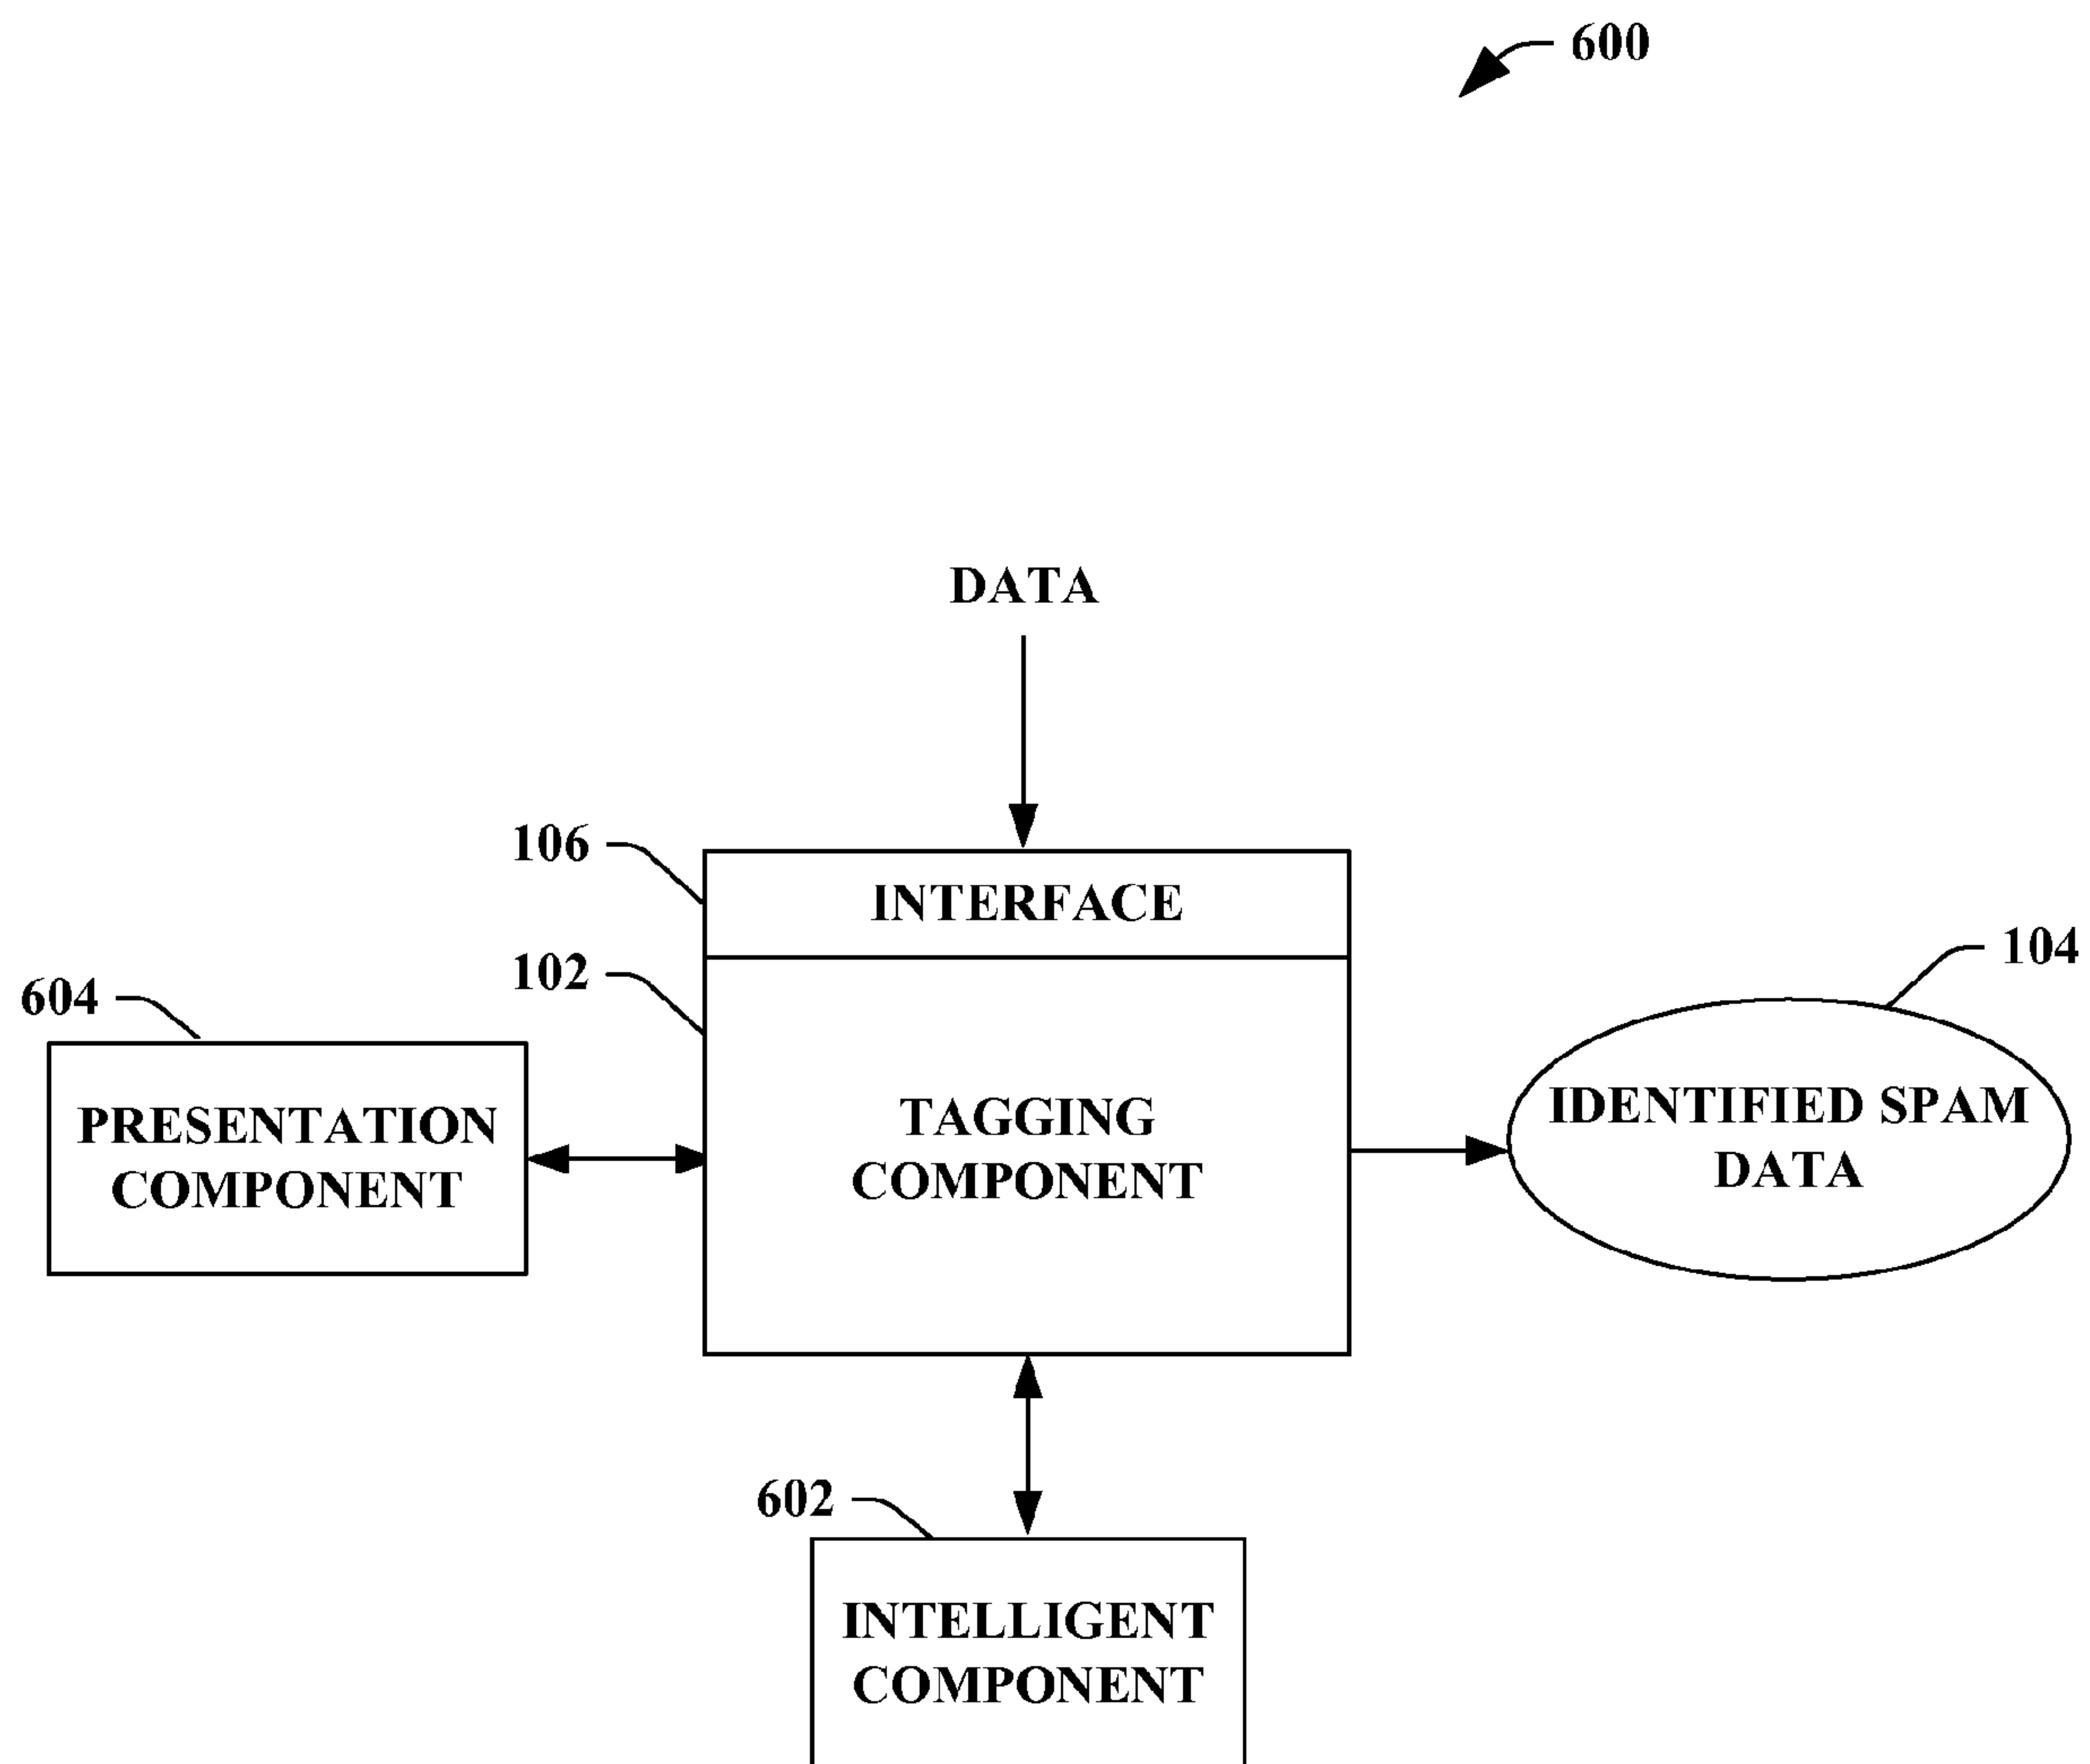 600
DATA
106
INTERFACE
102
604
104
PRESENTATION
COMPONENT
TAGGING
COMPONENT
IDENTIFIED SPAM
DATA
602
INTELLIGENT
COMPONENT